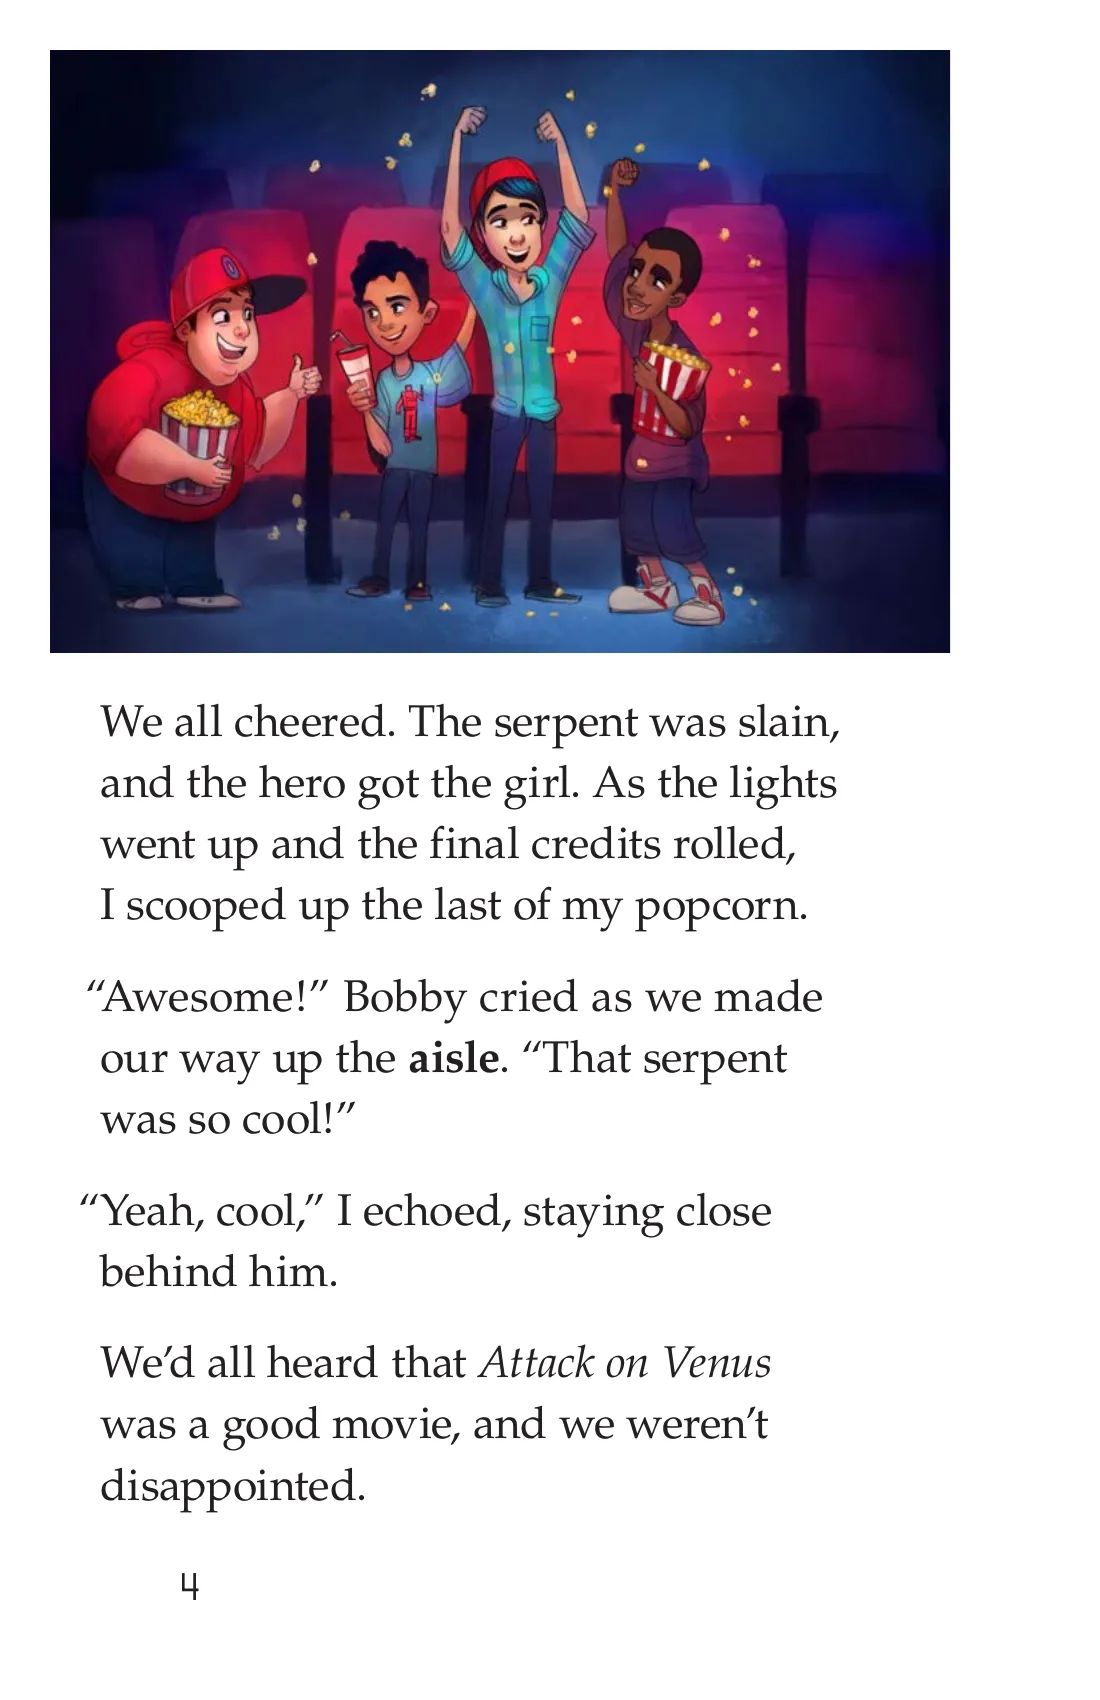 We all cheered. The serpent was slain,
and the hero got the girl. As the lights
went up and the final credits rolled,
I scooped up the last of my popcorn.
“Awesome!” Bobby cried as we made
our way up the aisle. “That serpent
was so cool!”
“Yeah, cool,” I echoed, staying close
behind him.
We’d all heard that Attack on Venus
was a good movie, and we weren’t
disappointed.
4